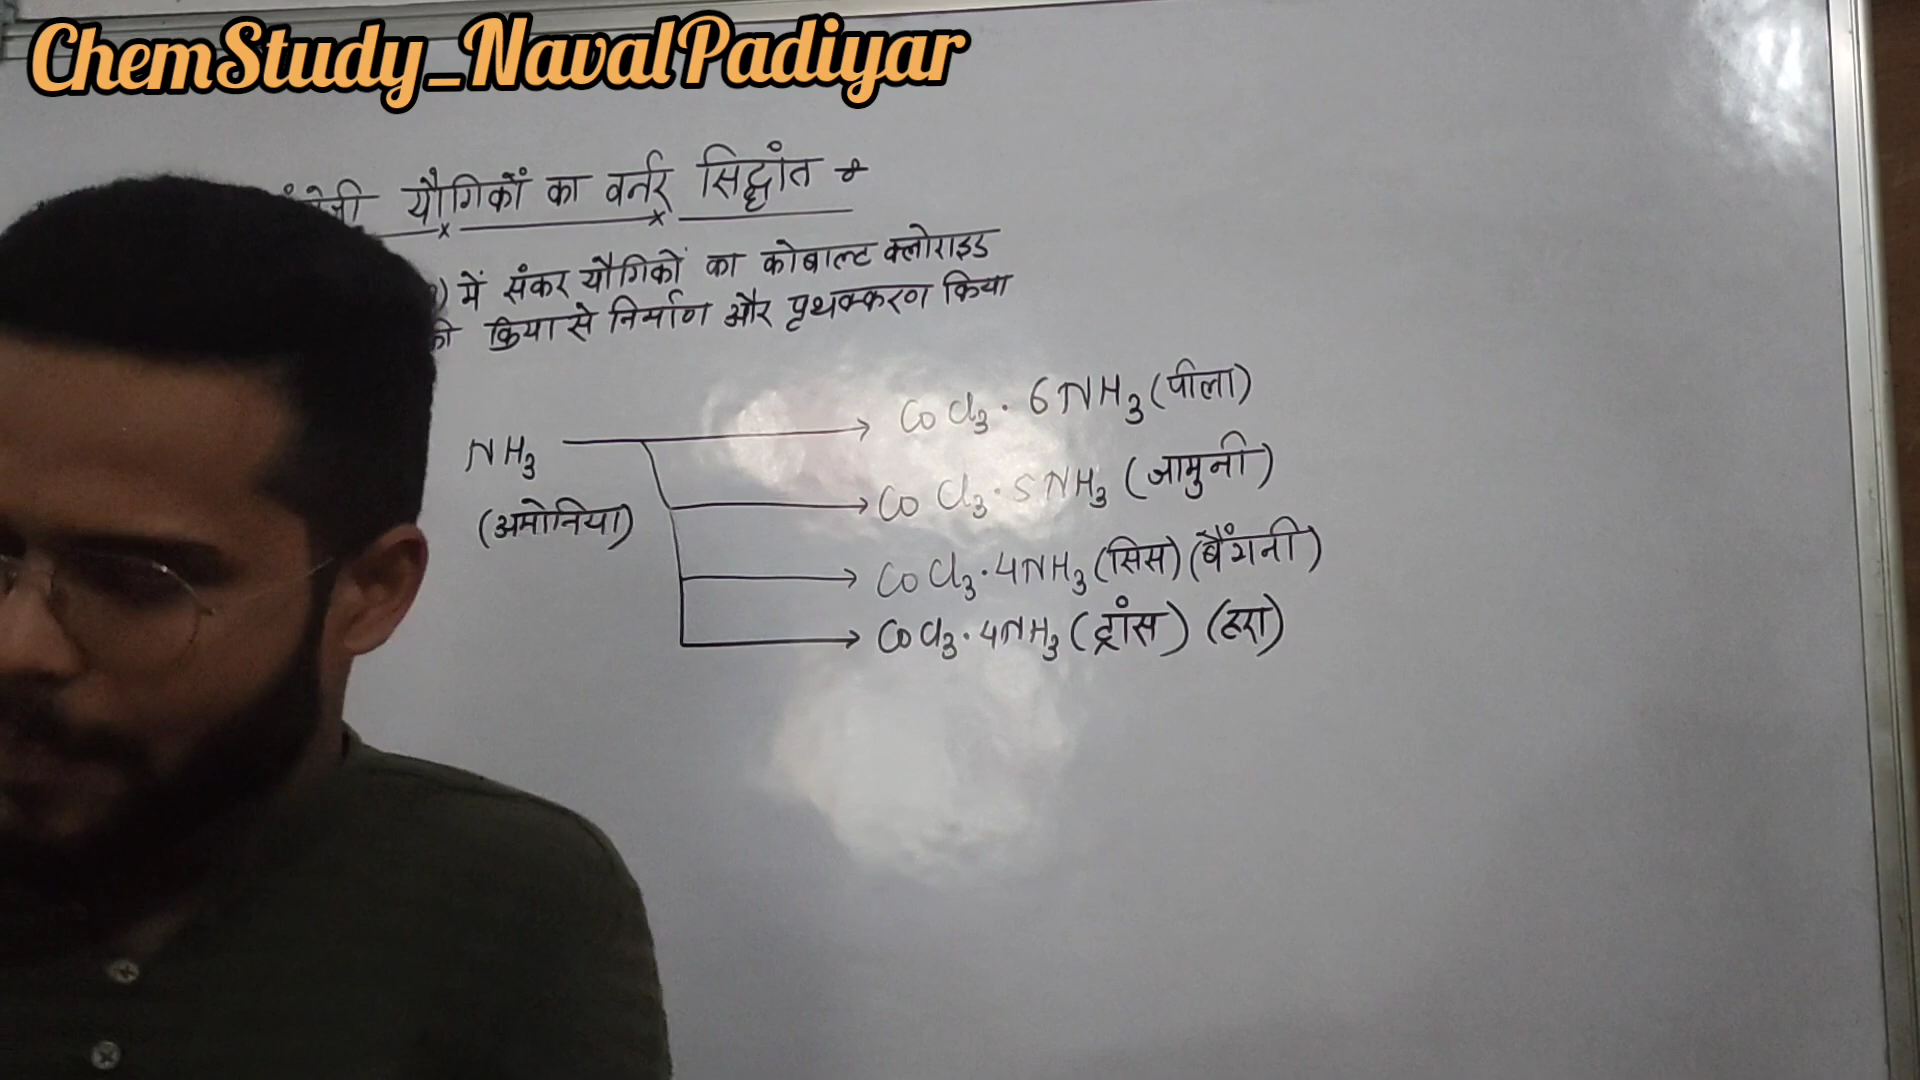 ChemStudy_NavalPadiyar
यौगिकों का वर्नर सिद्धांत
में संकर यौगिकों का कोबाल्ट क्लोराइड
क्रिया से निर्माण और पृथक्करण किया
NH₃ → CoCl₃·6NH₃ (पीला)
(अमोनिया) → CoCl₃·5NH₃ (जामुनी)
→ CoCl₃·4NH₃ (सिस) (बैंगनी)
→ CoCl₃·4NH₃ (ट्रांस) (हरा)